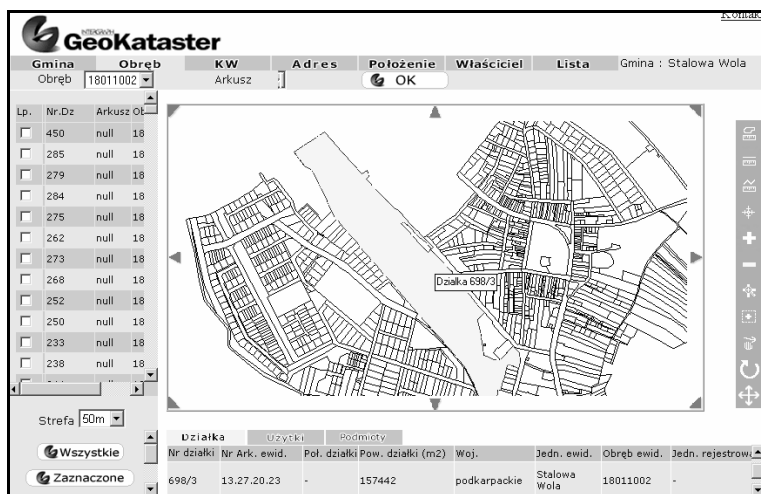 Kontakt
INTERGRAPH
GeoKataster
Gmina Obręb KW Adres Położenie Właściciel Lista Gmina : Stalowa Wola
Obręb 18011002 Arkusz OK
Lp. Nr.Dz Arkusz Ob
450 null 18
285 null 18
279 null 18
284 null 18
275 null 18
262 null 18
273 null 18
268 null 18
252 null 18
250 null 18
233 null 18
238 null 18
Działka 698/3
Strefa 50m
Wszystkie
Zaznaczone
Działka Użytki Podmioty
Nr działki Nr Ark. ewid. Poł. działki Pow. działki (m2) Woj. Jedn. ewid. Obręb ewid. Jedn. rejestrowa
698/3 13.27.20.23 - 157442 podkarpackie Stalowa Wola 18011002 -